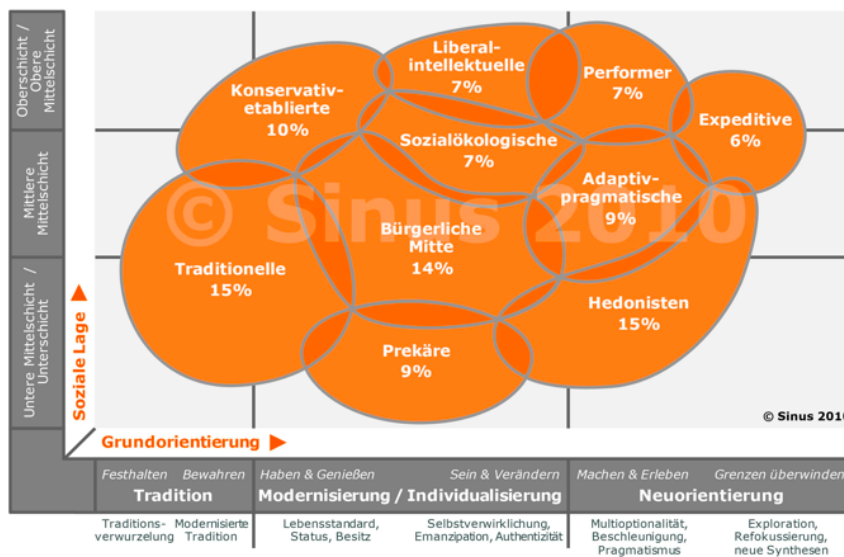 Oberschicht /
Obere
Mittelschicht
Mittlere
Mittelschicht
Untere Mittelschicht /
Unterschicht
Soziale Lage
Liberal-
intellektuelle
7%
Performer
7%
Konservativ-
etablierte
10%
Expeditive
6%
Sozialökologische
7%
Adaptiv-
pragmatische
9%
© Sinus 2010
Bürgerliche
Mitte
14%
Traditionelle
15%
Hedonisten
15%
Prekäre
9%
© Sinus 2010
Grundorientierung
Festhalten Bewahren Haben & Genießen Sein & Verändern Machen & Erleben Grenzen überwinden
Tradition Modernisierung / Individualisierung Neuorientierung
Traditions-
verwurzelung
Modernisierte
Tradition
Lebensstandard,
Status, Besitz
Selbstverwirklichung,
Emanzipation, Authentizität
Multioptionalität,
Beschleunigung,
Pragmatismus
Exploration,
Refokussierung,
neue Synthesen